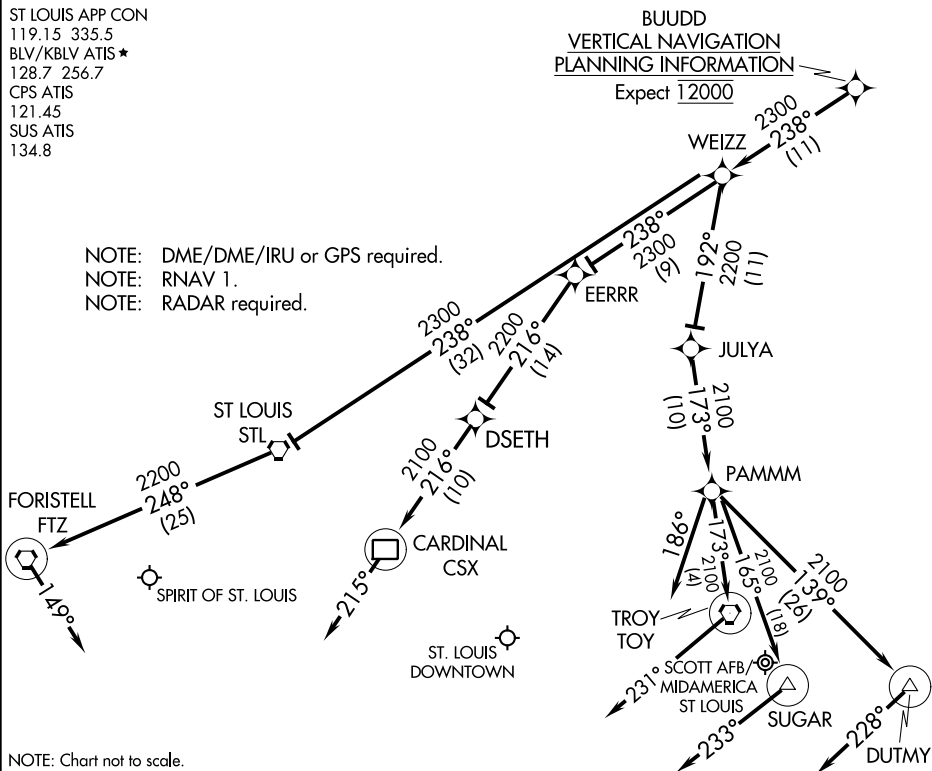 ST LOUIS APP CON
119.15 335.5
BLV/KBLV ATIS ★
128.7 256.7
CPS ATIS
121.45
SUS ATIS
134.8
BUUDD
VERTICAL NAVIGATION
PLANNING INFORMATION
Expect 12000
2300
238°
(11)
WEIZZ
NOTE: DME/DME/IRU or GPS required.
NOTE: RNAV 1.
NOTE: RADAR required.
238°
2300
(9)
192°
2200
(11)
EERRR
2300
238°
(32)
2200
216°
(14)
JULYA
ST LOUIS
STL
DSETH
2100
173°
(10)
2200
248°
(25)
2100
216°
(10)
PAMMM
FORISTELL
FTZ
CARDINAL
CSX
186°
173°
2100
(4)
2100
165°
(18)
2100
139°
(26)
149°
SPIRIT OF ST. LOUIS
215°
TROY
TOY
ST. LOUIS
DOWNTOWN
231°
SCOTT AFB/
MIDAMERICA
ST LOUIS
SUGAR
233°
228°
DUTMY
NOTE: Chart not to scale.